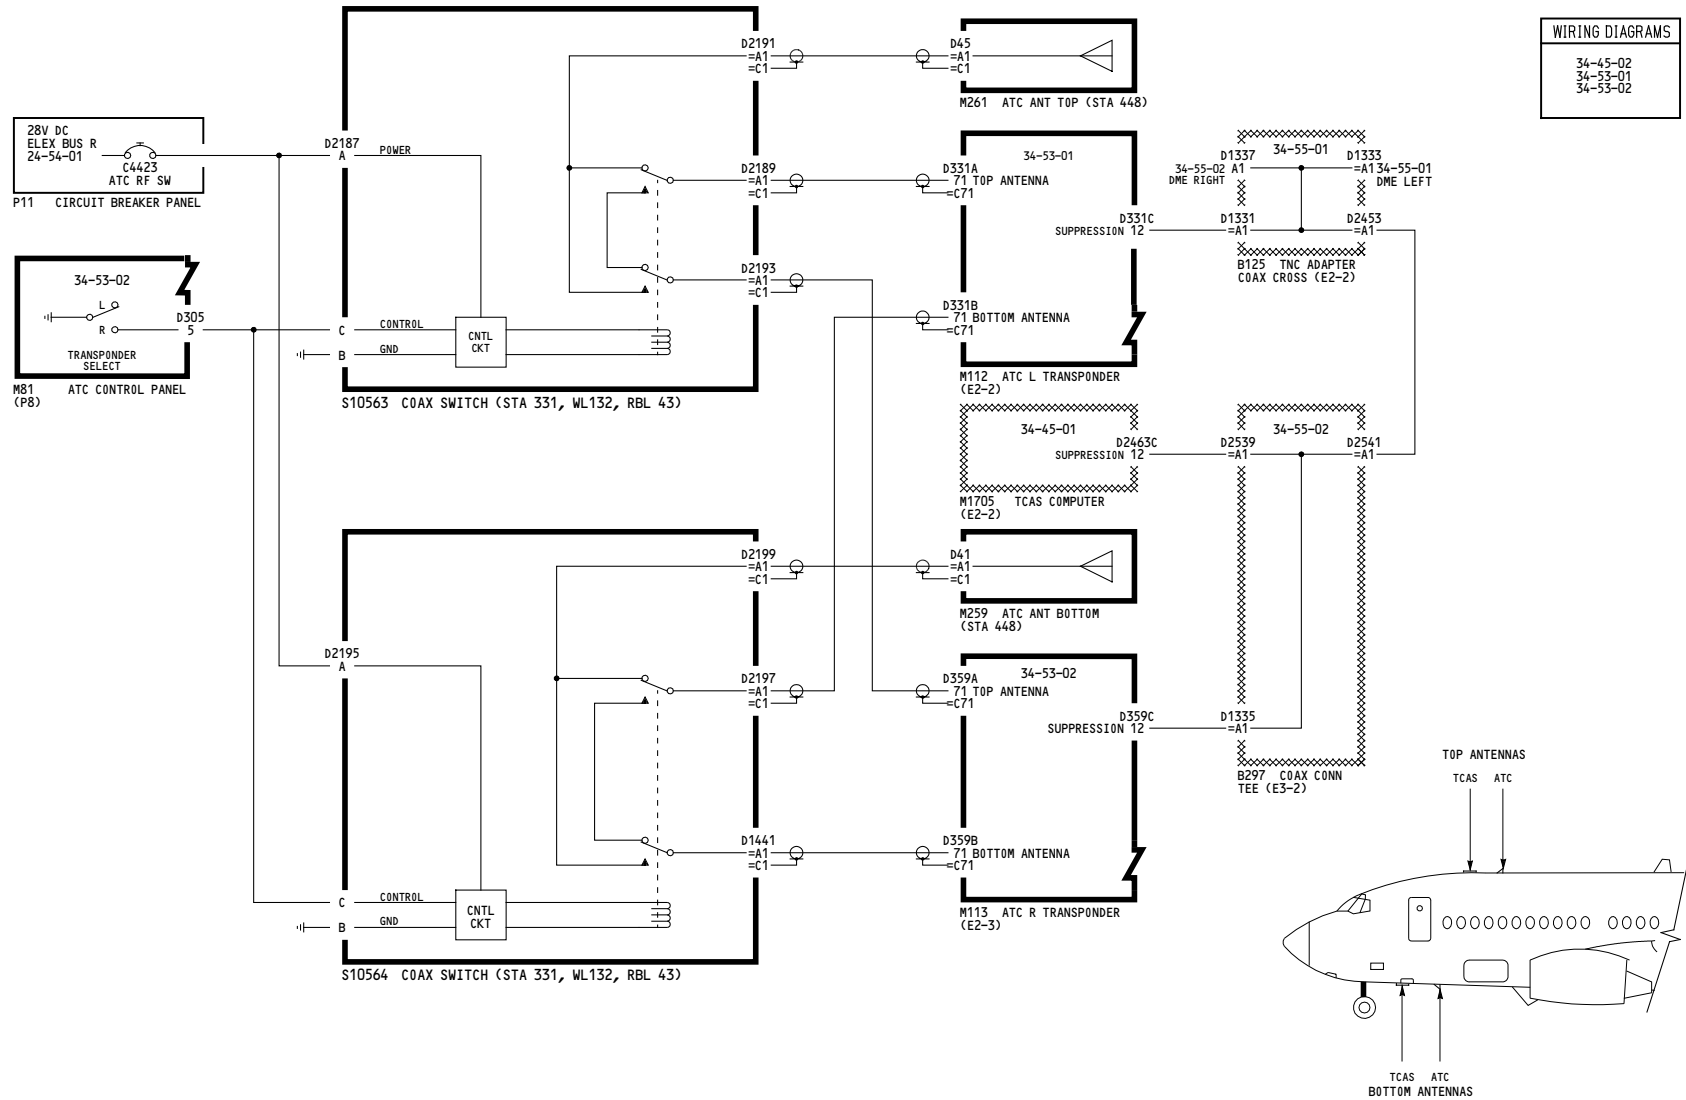 WIRING DIAGRAMS
34-45-02
34-53-01
34-53-02
28V DC
ELEX BUS R
24-54-01
C4423
ATC RF SW
P11 CIRCUIT BREAKER PANEL
34-53-02
L
R
D305
5
TRANSPONDER
SELECT
M81 ATC CONTROL PANEL
(P8)
D2187
A POWER
C CONTROL
B GND
CNTL
CKT
D2191
=A1
=C1
D2189
=A1
=C1
D2193
=A1
=C1
S10563 COAX SWITCH (STA 331, WL132, RBL 43)
D45
=A1
=C1
M261 ATC ANT TOP (STA 448)
34-53-01
D331A
71 TOP ANTENNA
=C71
D331C
SUPPRESSION 12
D331B
71 BOTTOM ANTENNA
=C71
M112 ATC L TRANSPONDER
(E2-2)
34-55-01
D1337
34-55-02 A1
DME RIGHT
D1333
=A1 34-55-01
DME LEFT
D1331
=A1
D2453
=A1
B125 TNC ADAPTER
COAX CROSS (E2-2)
34-45-01
D2463C
SUPPRESSION 12
M1705 TCAS COMPUTER
(E2-2)
34-55-02
D2539
=A1
D2541
=A1
D1335
=A1
B297 COAX CONN
TEE (E3-2)
D2195
A
C CONTROL
B GND
CNTL
CKT
D2199
=A1
=C1
D2197
=A1
=C1
D1441
=A1
=C1
S10564 COAX SWITCH (STA 331, WL132, RBL 43)
D41
=A1
=C1
M259 ATC ANT BOTTOM
(STA 448)
34-53-02
D359A
71 TOP ANTENNA
=C71
D359C
SUPPRESSION 12
D359B
71 BOTTOM ANTENNA
=C71
M113 ATC R TRANSPONDER
(E2-3)
TOP ANTENNAS
TCAS ATC
TCAS ATC
BOTTOM ANTENNAS